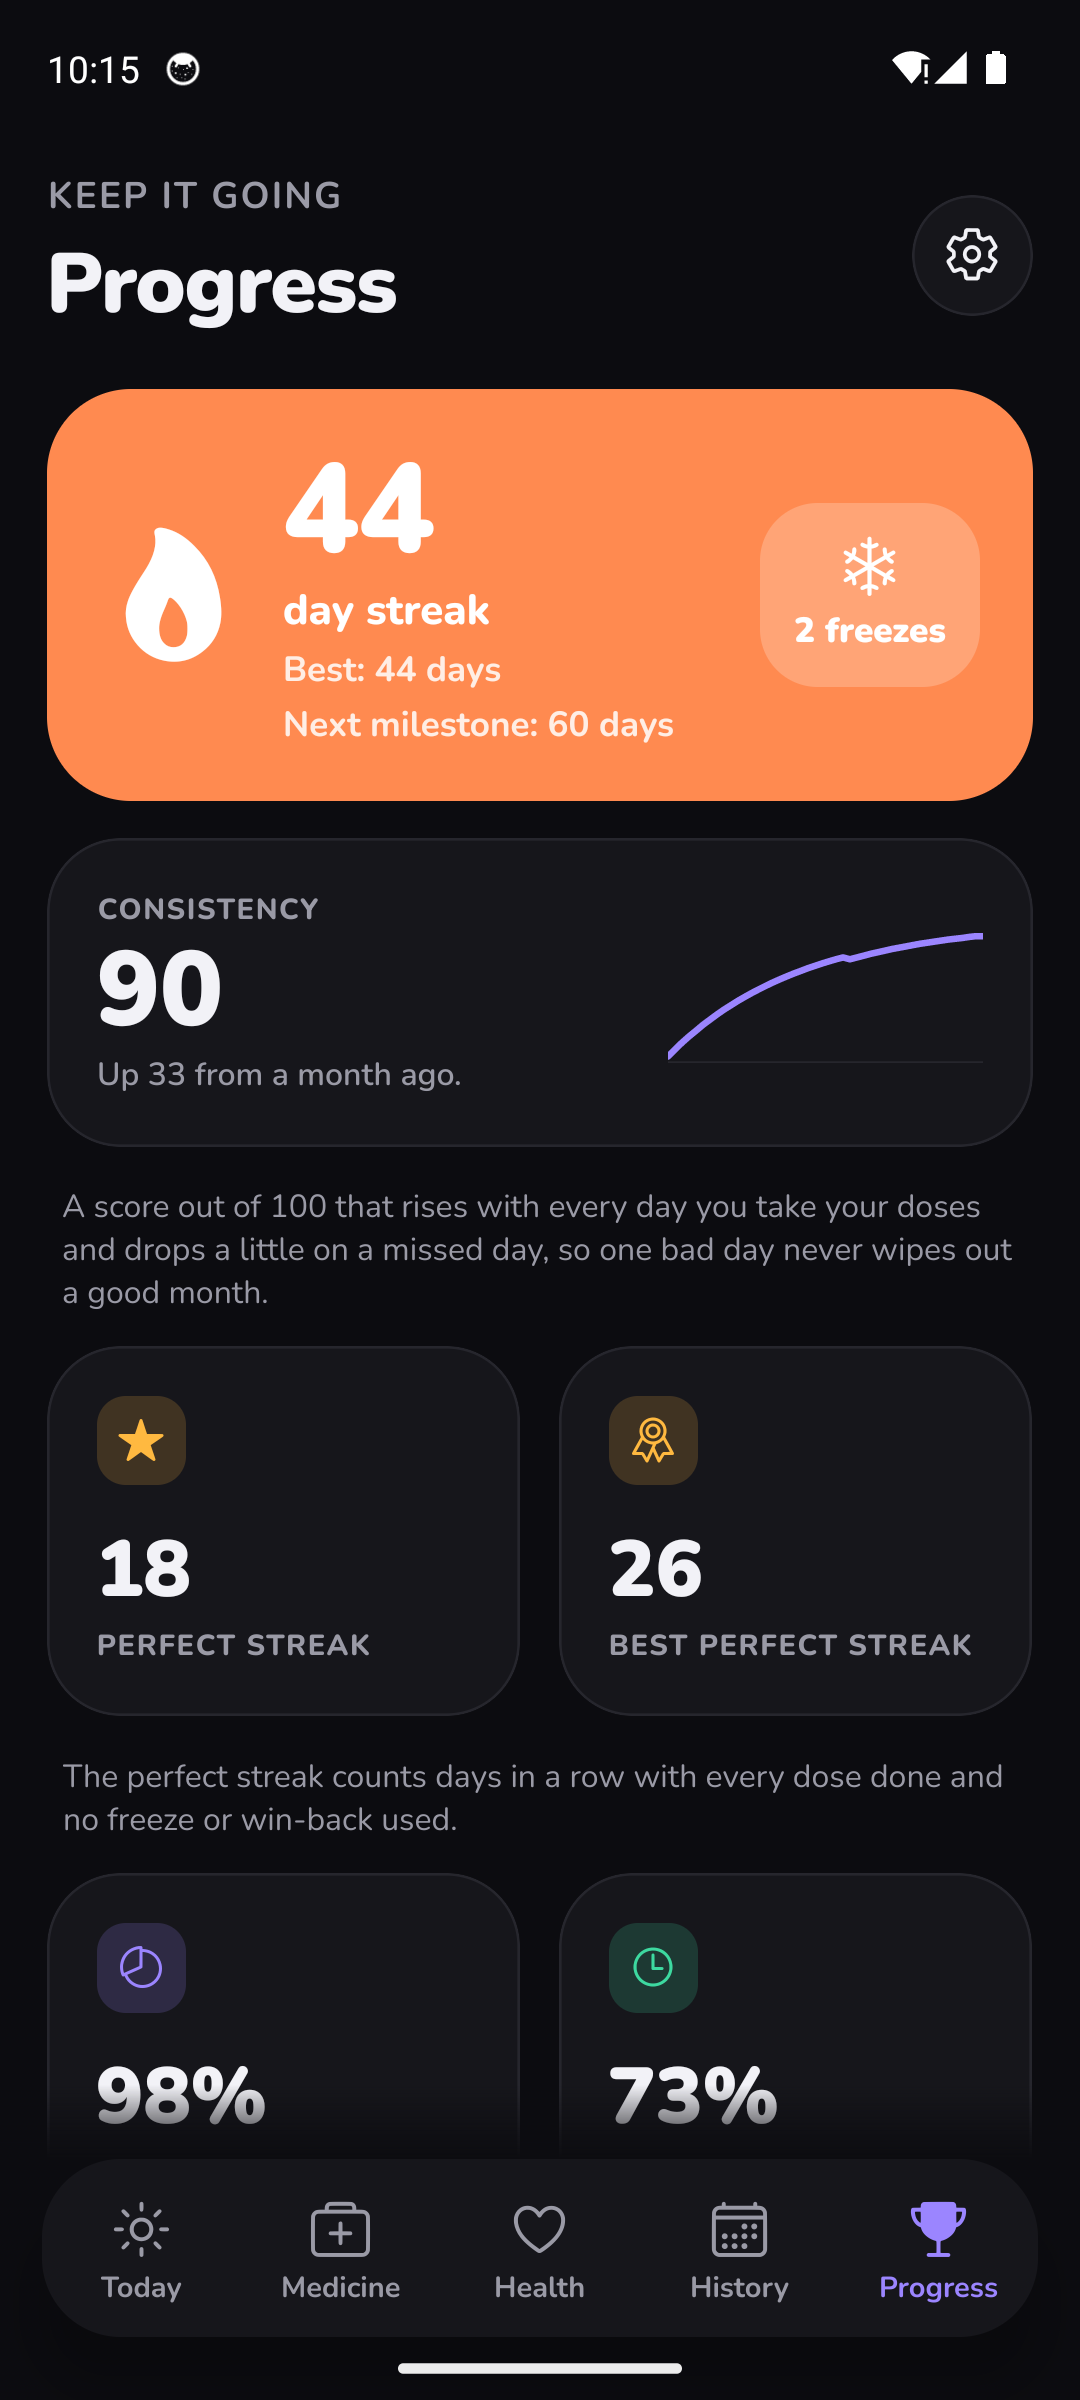 10:15
KEEP IT GOING
Progress
44
day streak
Best: 44 days
Next milestone: 60 days
2 freezes
CONSISTENCY
90
Up 33 from a month ago.
A score out of 100 that rises with every day you take your doses
and drops a little on a missed day, so one bad day never wipes out
a good month.
18
PERFECT STREAK
26
BEST PERFECT STREAK
The perfect streak counts days in a row with every dose done and
no freeze or win-back used.
98%
73%
Today
Medicine
Health
History
Progress